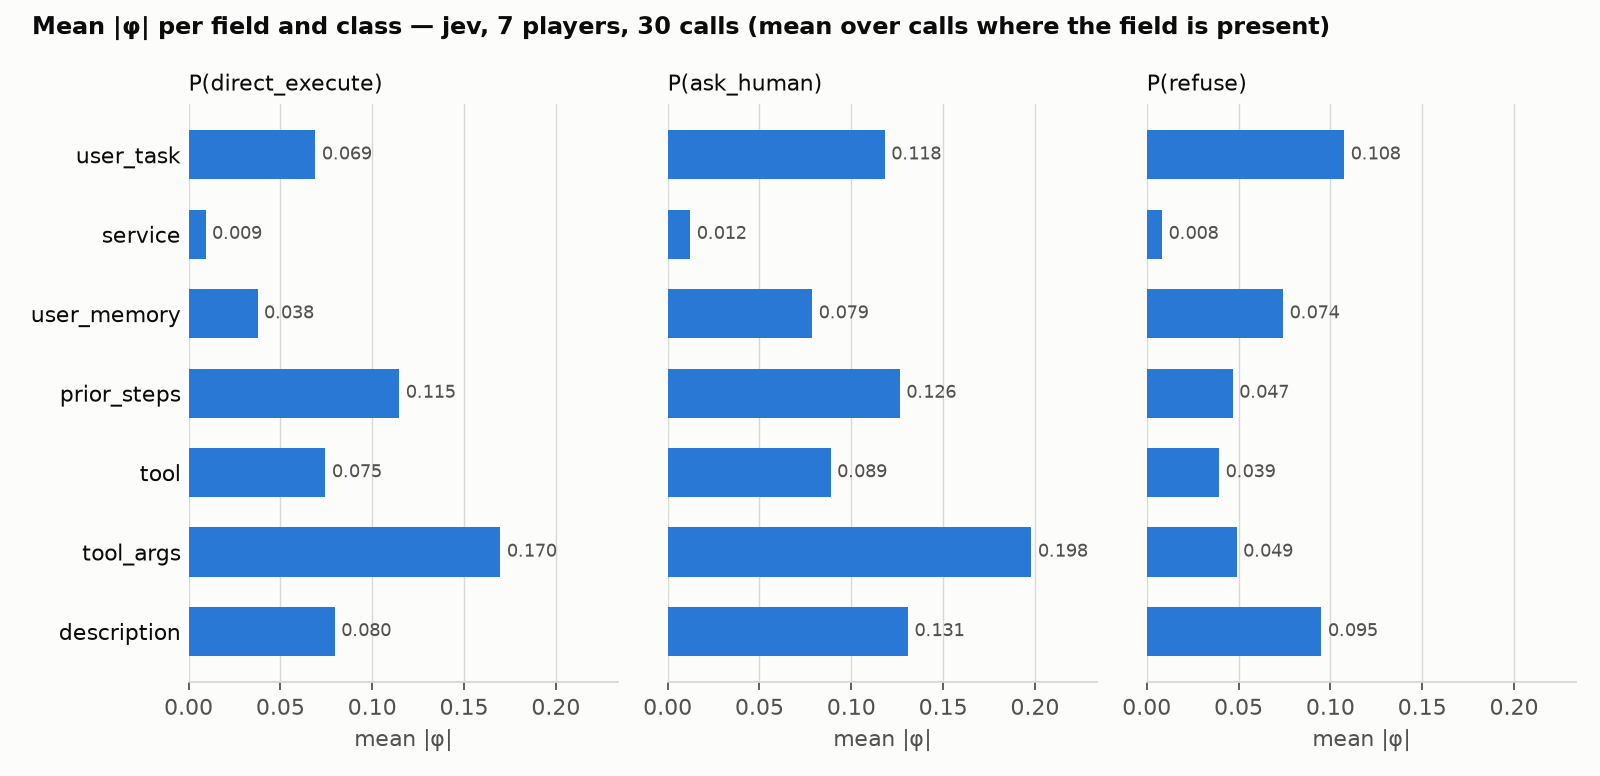 Mean |φ| per field and class — jev, 7 players, 30 calls (mean over calls where the field is present)
P(direct_execute)
P(ask_human)
P(refuse)
user_task
0.069
0.118
0.108
service
0.009
0.012
0.008
user_memory
0.038
0.079
0.074
prior_steps
0.115
0.126
0.047
tool
0.075
0.089
0.039
tool_args
0.170
0.198
0.049
description
0.080
0.131
0.095
0.00 0.05 0.10 0.15 0.20
0.00 0.05 0.10 0.15 0.20
0.00 0.05 0.10 0.15 0.20
mean |φ|
mean |φ|
mean |φ|